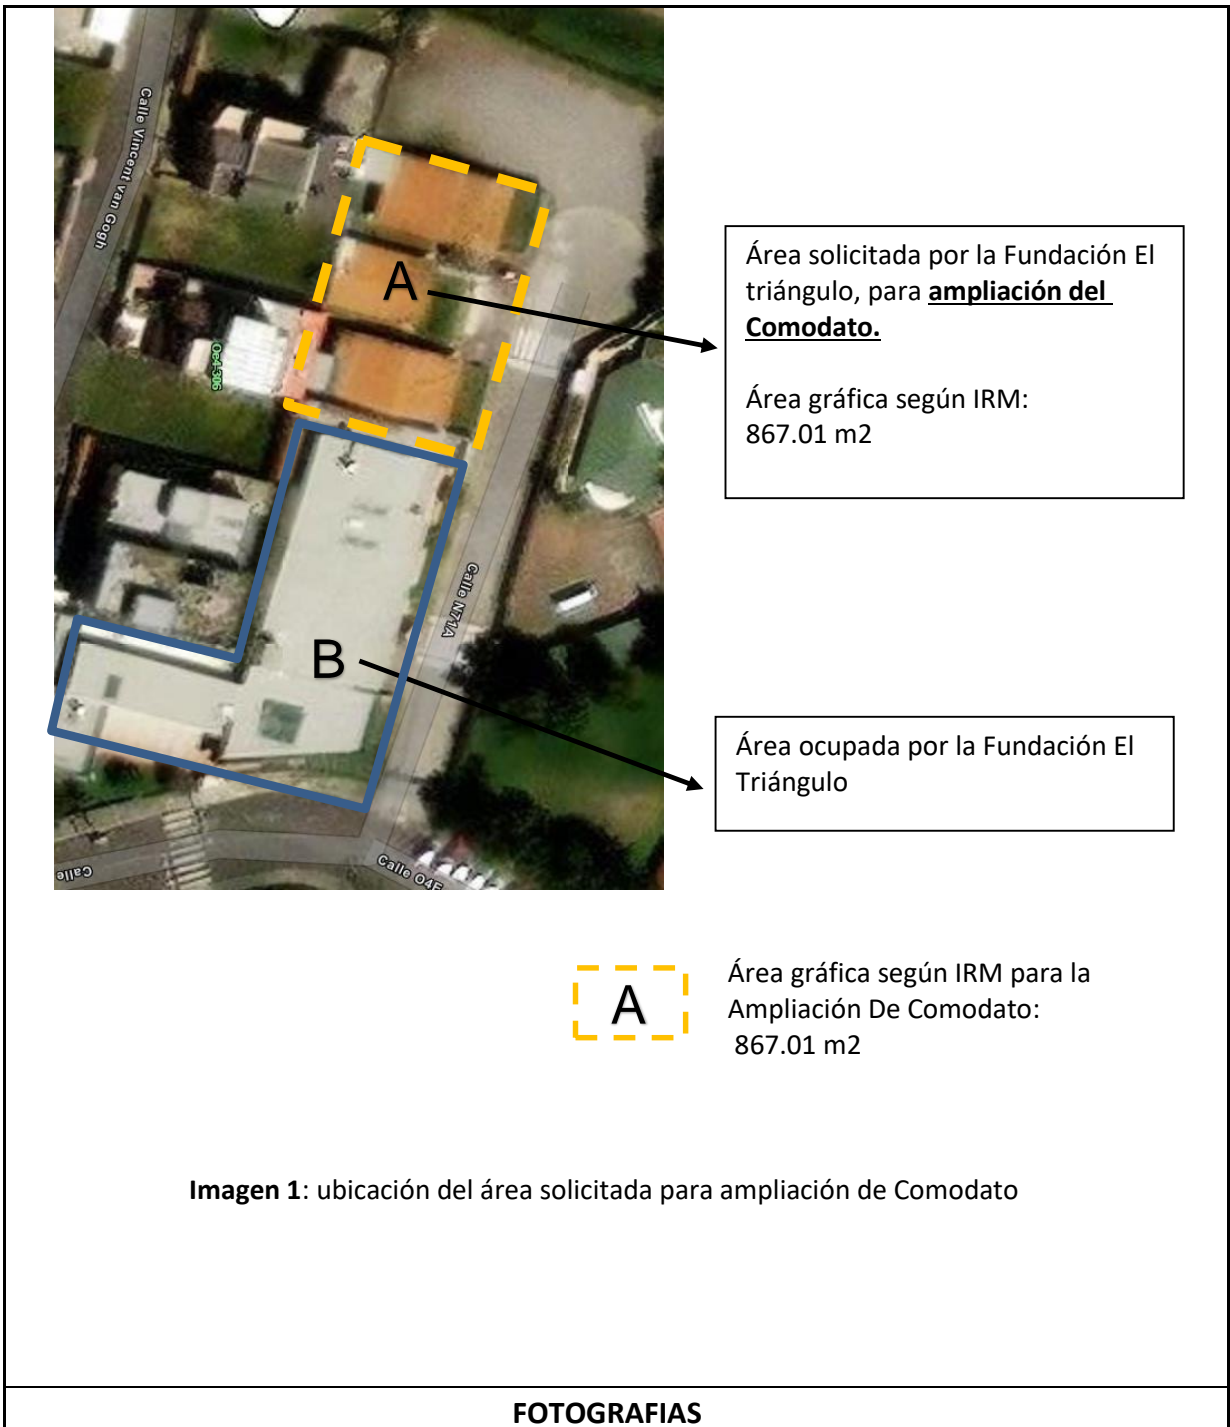 Calle Vincent van Gogh
A
Oe4-306
Calle N71A
B
Calle
Calle O4F
Área solicitada por la Fundación El
triángulo, para ampliación del
Comodato.
Área gráfica según IRM:
867.01 m2
Área ocupada por la Fundación El
Triángulo
A
Área gráfica según IRM para la
Ampliación De Comodato:
867.01 m2
Imagen 1: ubicación del área solicitada para ampliación de Comodato
FOTOGRAFIAS